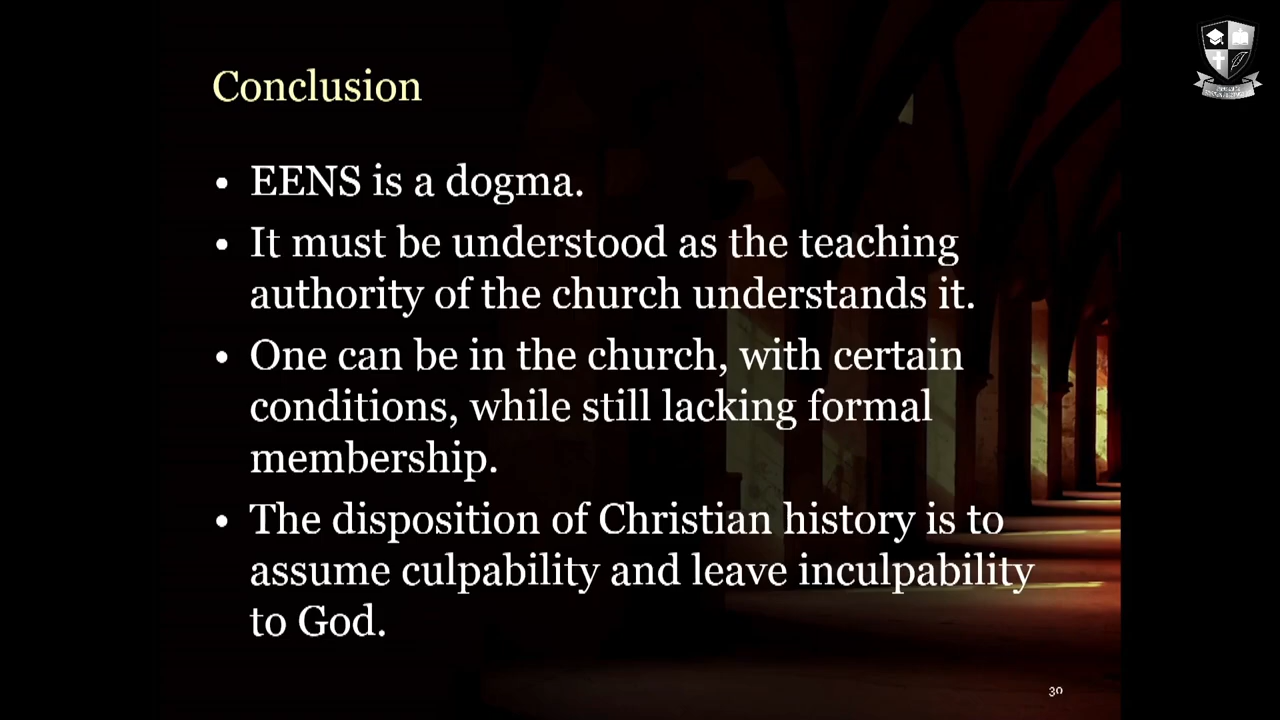 Conclusion
• EENS is a dogma.
• It must be understood as the teaching
authority of the church understands it.
• One can be in the church, with certain
conditions, while still lacking formal
membership.
• The disposition of Christian history is to
assume culpability and leave inculpability
to God.
30